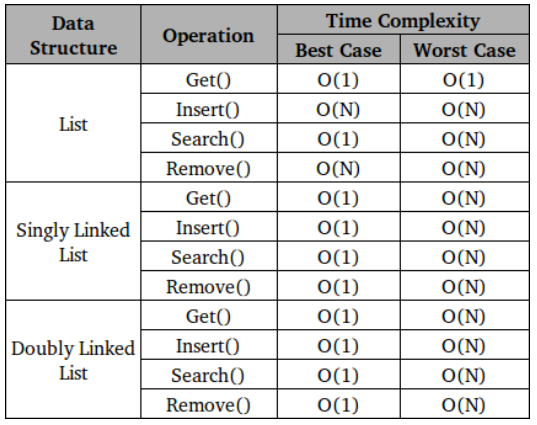 Data Structure Operation Time Complexity
Best Case Worst Case
List
Get() O(1) O(1)
Insert() O(N) O(N)
Search() O(1) O(N)
Remove() O(N) O(N)
Singly Linked List
Get() O(1) O(N)
Insert() O(1) O(N)
Search() O(1) O(N)
Remove() O(1) O(N)
Doubly Linked List
Get() O(1) O(N)
Insert() O(1) O(N)
Search() O(1) O(N)
Remove() O(1) O(N)